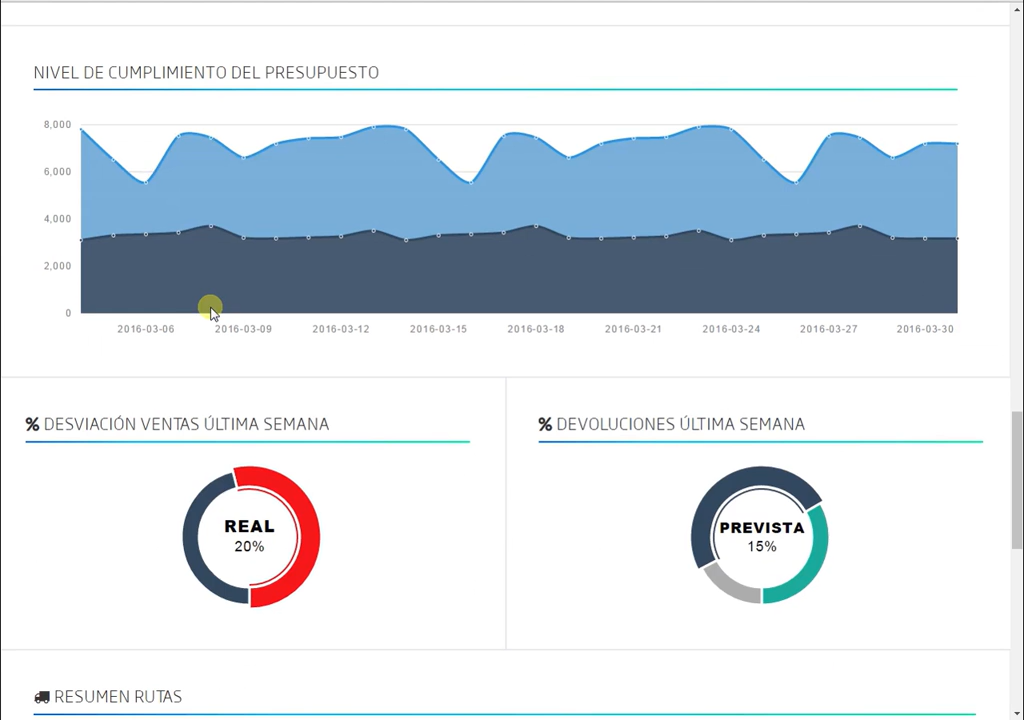 NIVEL DE CUMPLIMIENTO DEL PRESUPUESTO
8,000
6,000
4,000
2,000
0
2016-03-06 2016-03-09 2016-03-12 2016-03-15 2016-03-18 2016-03-21 2016-03-24 2016-03-27 2016-03-30
% DESVIACIÓN VENTAS ÚLTIMA SEMANA
REAL
20%
% DEVOLUCIONES ÚLTIMA SEMANA
PREVISTA
15%
RESUMEN RUTAS